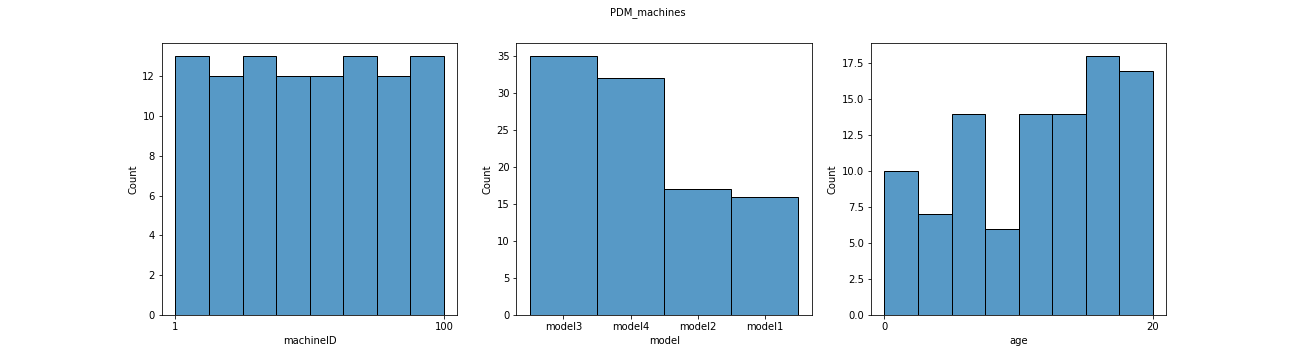 PDM_machines
Count
12
10
8
6
4
2
0
1
100
machineID
Count
35
30
25
20
15
10
5
0
model3
model4
model2
model1
model
Count
17.5
15.0
12.5
10.0
7.5
5.0
2.5
0.0
0
20
age